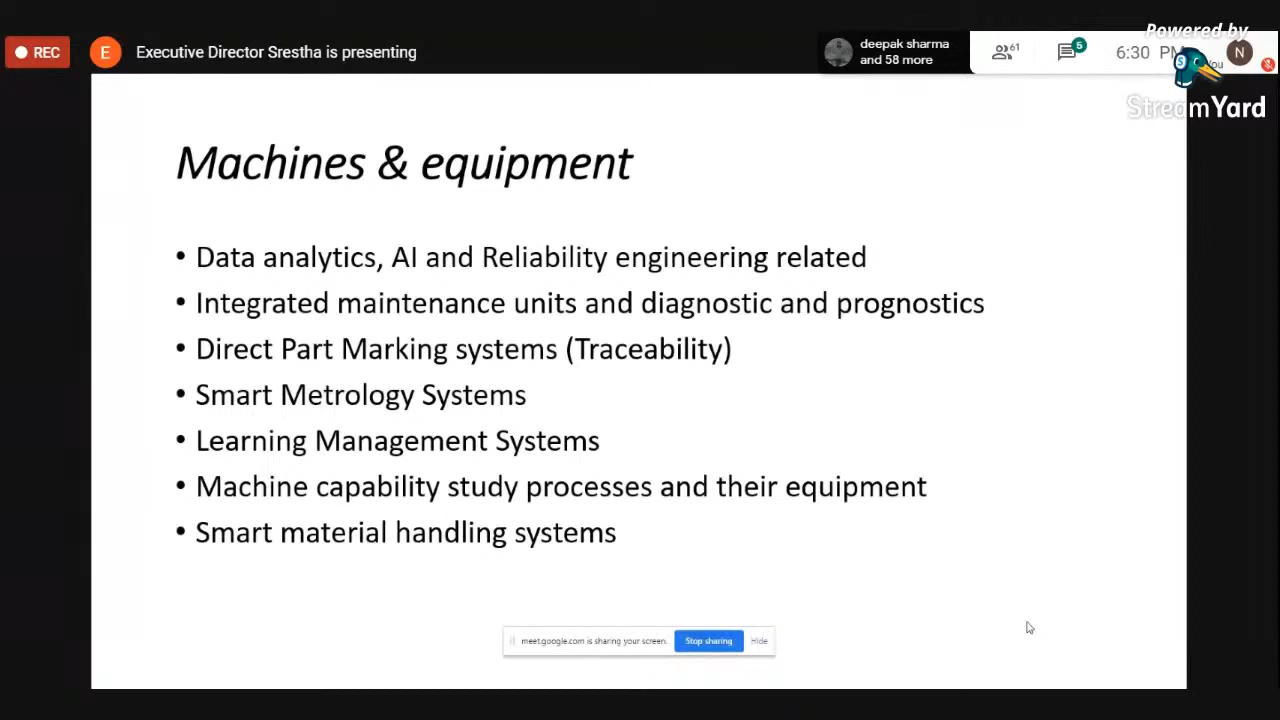 REC
E
Executive Director Srestha is presenting
deepak sharma
and 58 more
61
5
6:30 PM
You
N
Powered by
S
StreamYard
Machines & equipment
• Data analytics, AI and Reliability engineering related
• Integrated maintenance units and diagnostic and prognostics
• Direct Part Marking systems (Traceability)
• Smart Metrology Systems
• Learning Management Systems
• Machine capability study processes and their equipment
• Smart material handling systems
meet.google.com is sharing your screen.
Stop sharing
Hide